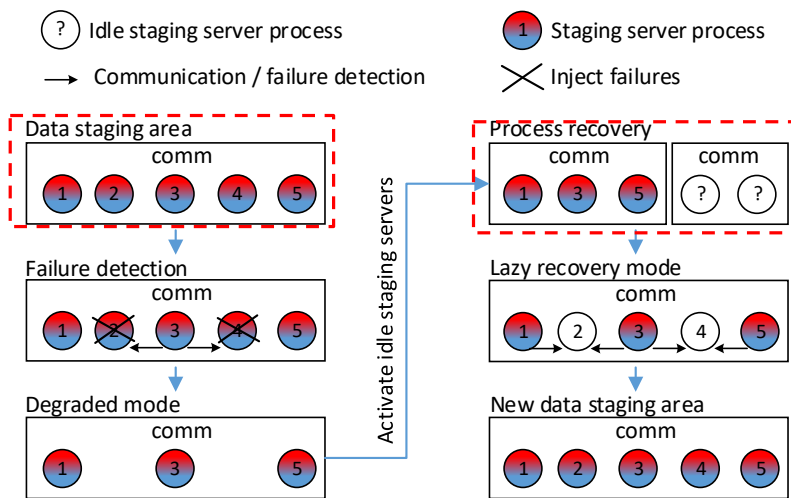 ? Idle staging server process
1 Staging server process
Communication / failure detection
Inject failures
Data staging area
comm
1 2 3 4 5
Failure detection
comm
1 2 3 4 5
Degraded mode
comm
1 3 5
Activate idle staging servers
Process recovery
comm
1 3 5
comm
? ?
Lazy recovery mode
comm
1 2 3 4 5
New data staging area
comm
1 2 3 4 5